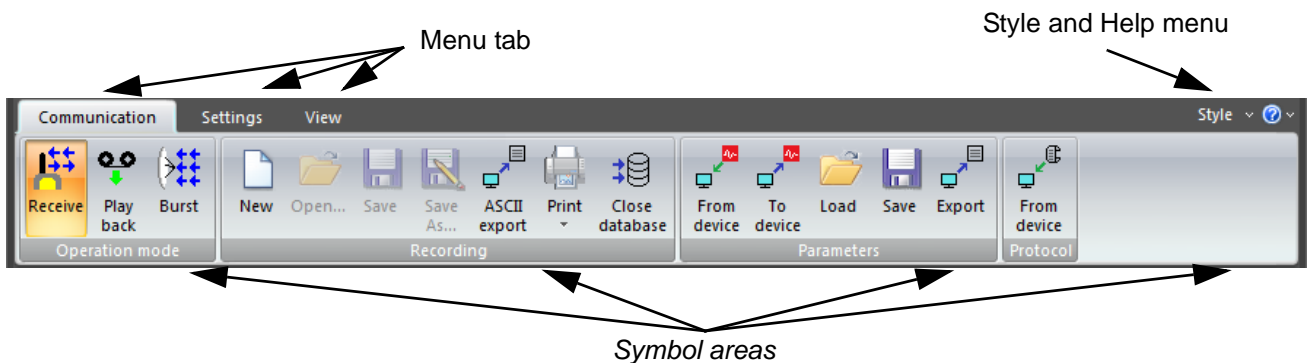 Menu tab
Style and Help menu
Communication Settings View Style
Receive Play back Burst New Open... Save Save As... ASCII export Print Close database From device To device Load Save Export From device
Operation mode Recording Parameters Protocol
Symbol areas